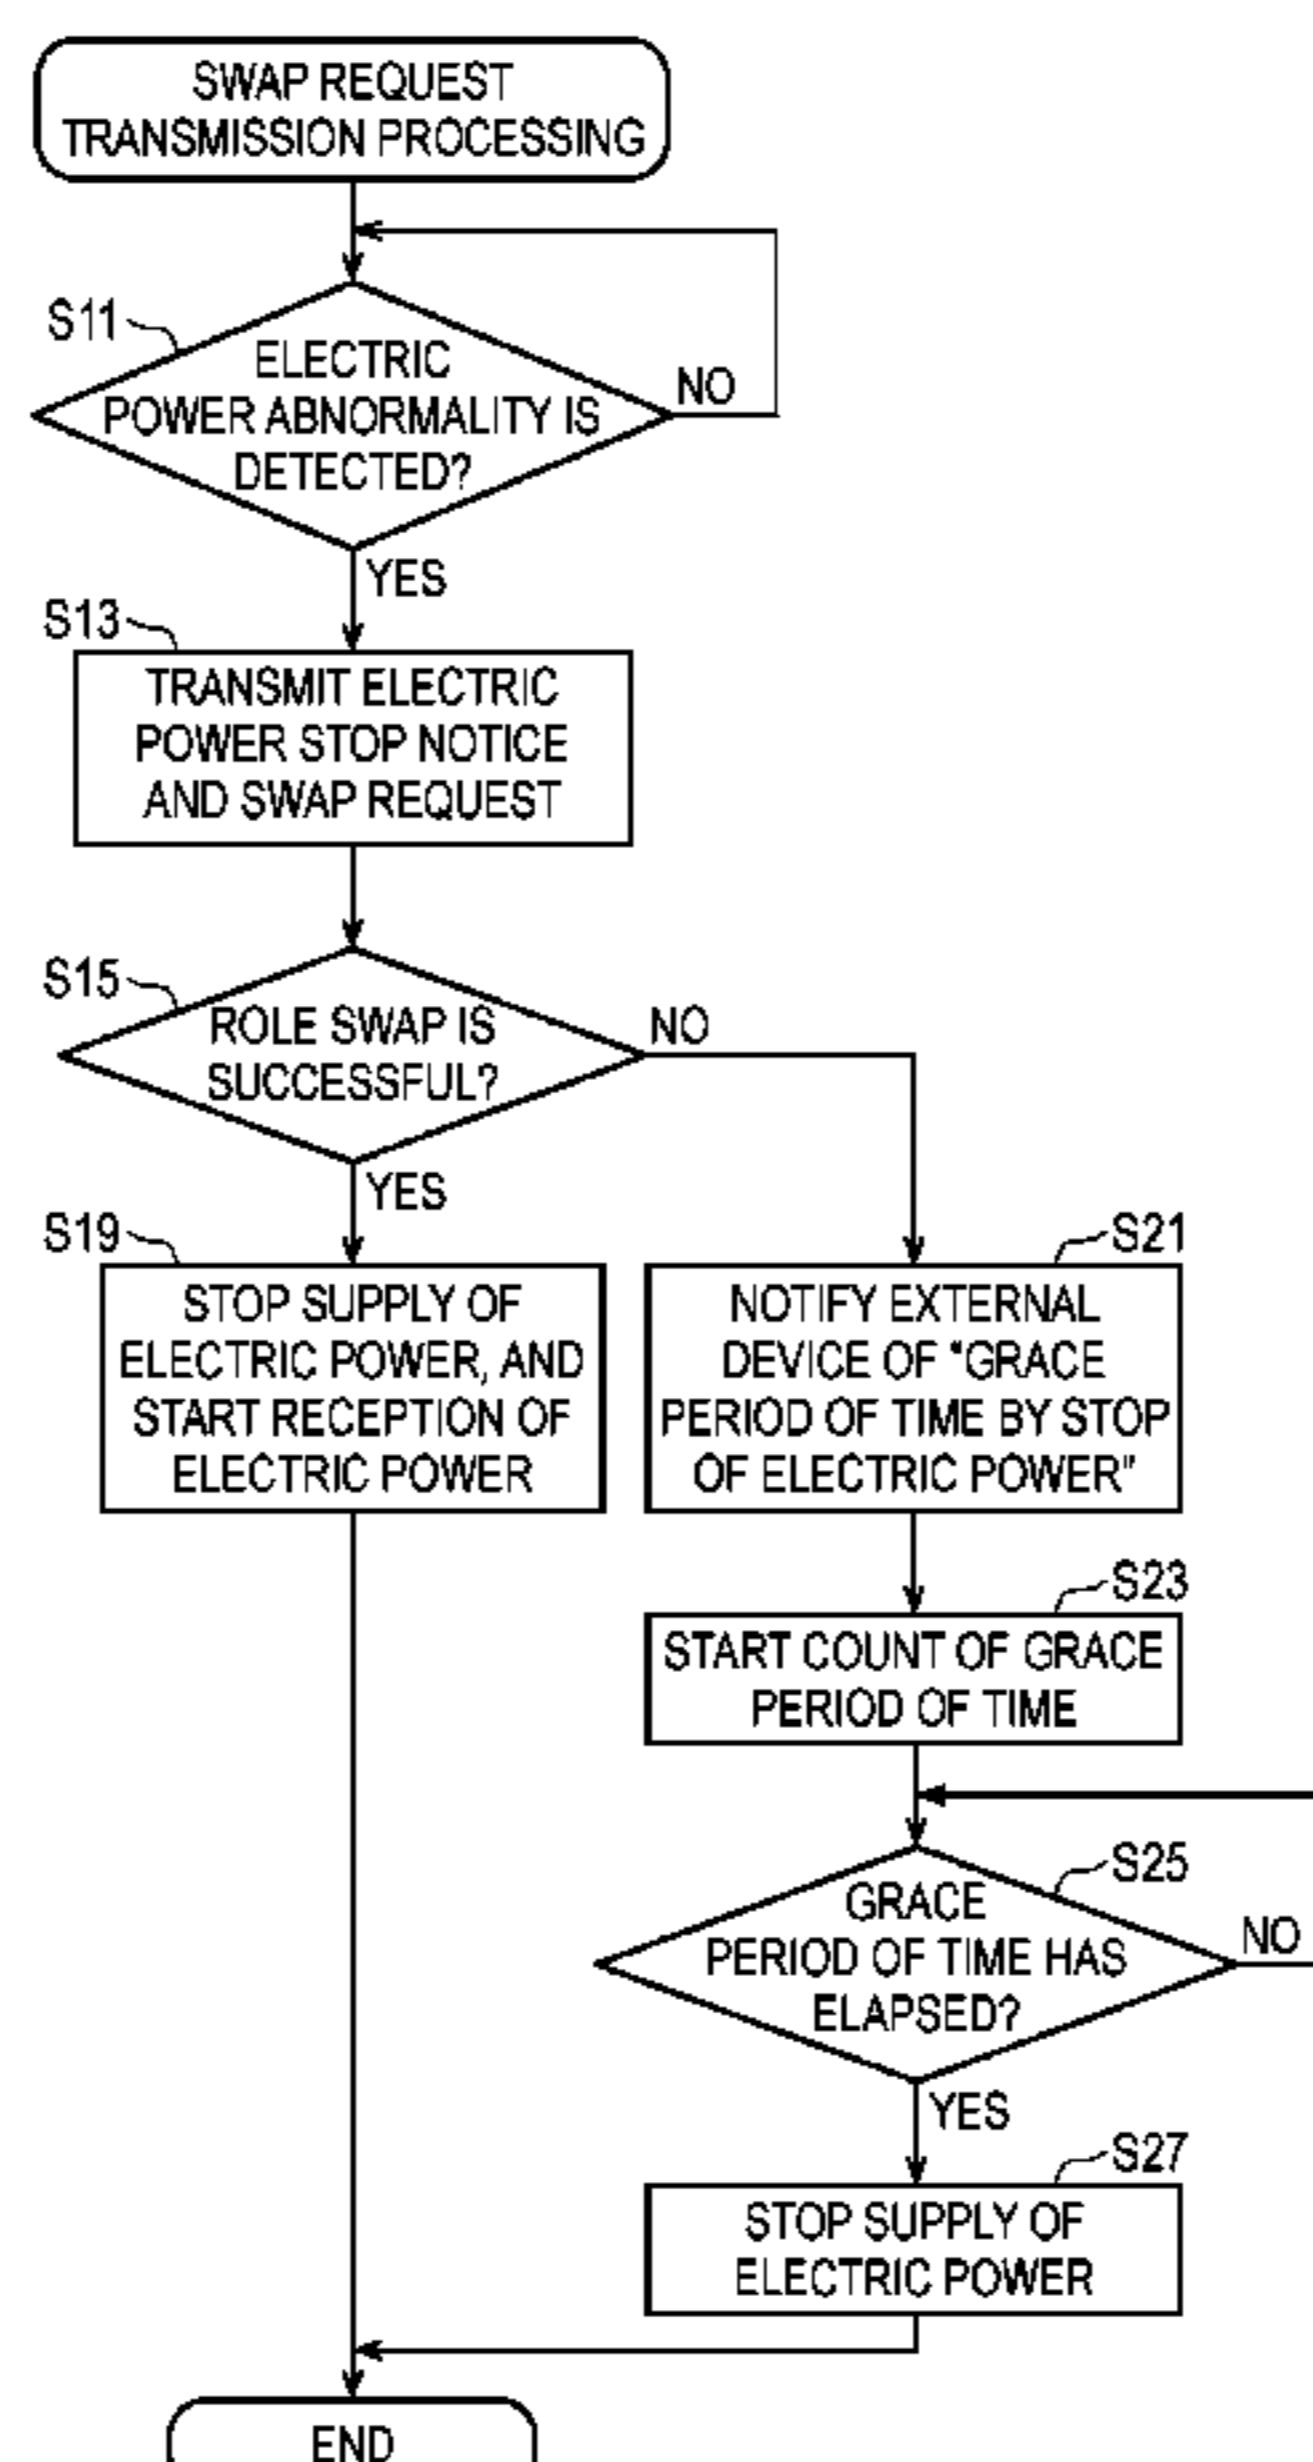 SWAP REQUEST
TRANSMISSION PROCESSING
S11
ELECTRIC
POWER ABNORMALITY IS
DETECTED?
NO
YES
S13
TRANSMIT ELECTRIC
POWER STOP NOTICE
AND SWAP REQUEST
S15
ROLE SWAP IS
SUCCESSFUL?
NO
YES
S19
STOP SUPPLY OF
ELECTRIC POWER, AND
START RECEPTION OF
ELECTRIC POWER
S21
NOTIFY EXTERNAL
DEVICE OF "GRACE
PERIOD OF TIME BY STOP
OF ELECTRIC POWER"
S23
START COUNT OF GRACE
PERIOD OF TIME
S25
GRACE
PERIOD OF TIME HAS
ELAPSED?
NO
YES
S27
STOP SUPPLY OF
ELECTRIC POWER
END